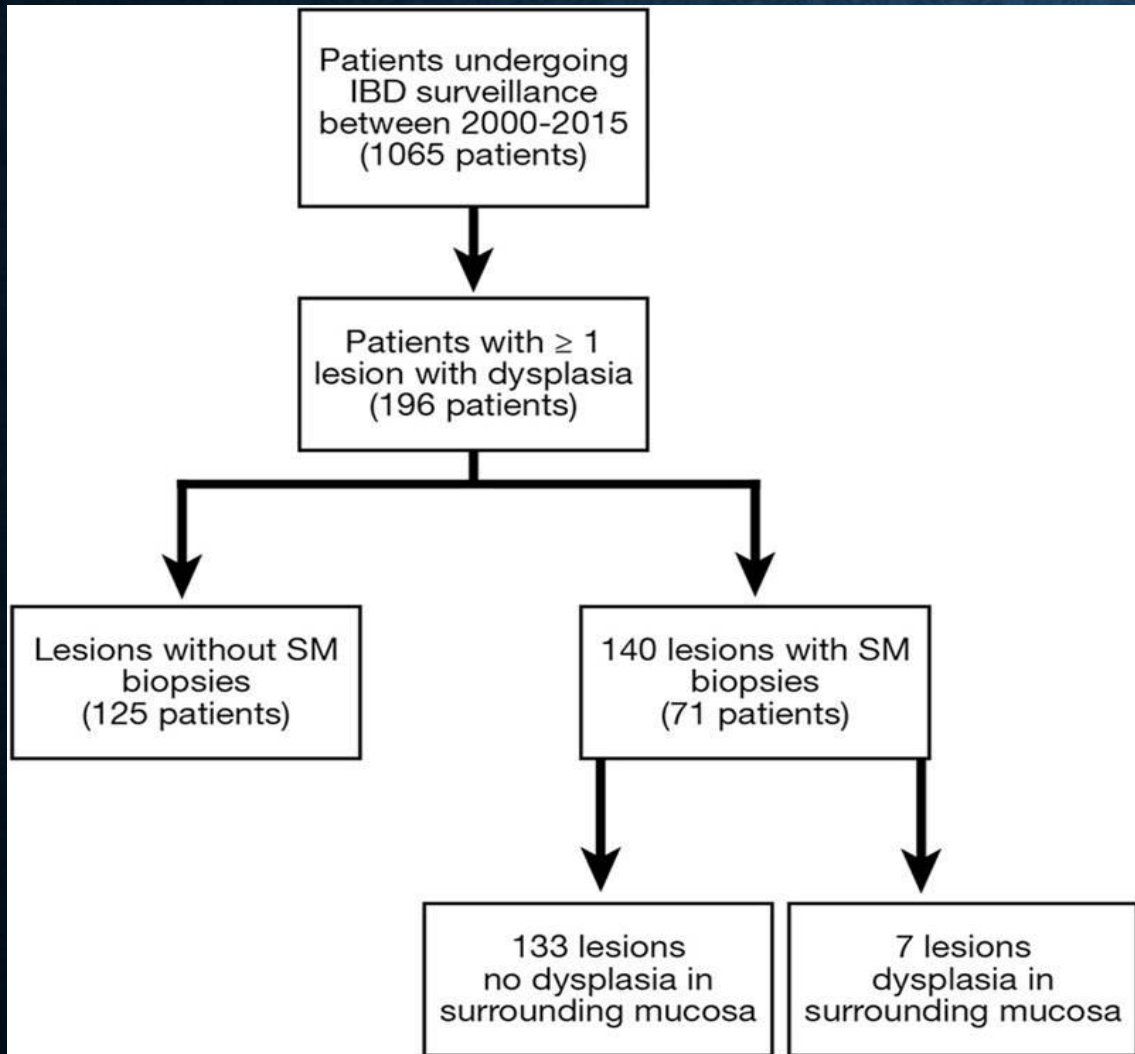 Patients undergoing
IBD surveillance
between 2000-2015
(1065 patients)
Patients with ≥ 1
lesion with dysplasia
(196 patients)
Lesions without SM
biopsies
(125 patients)
140 lesions with SM
biopsies
(71 patients)
133 lesions
no dysplasia in
surrounding mucosa
7 lesions
dysplasia in
surrounding mucosa